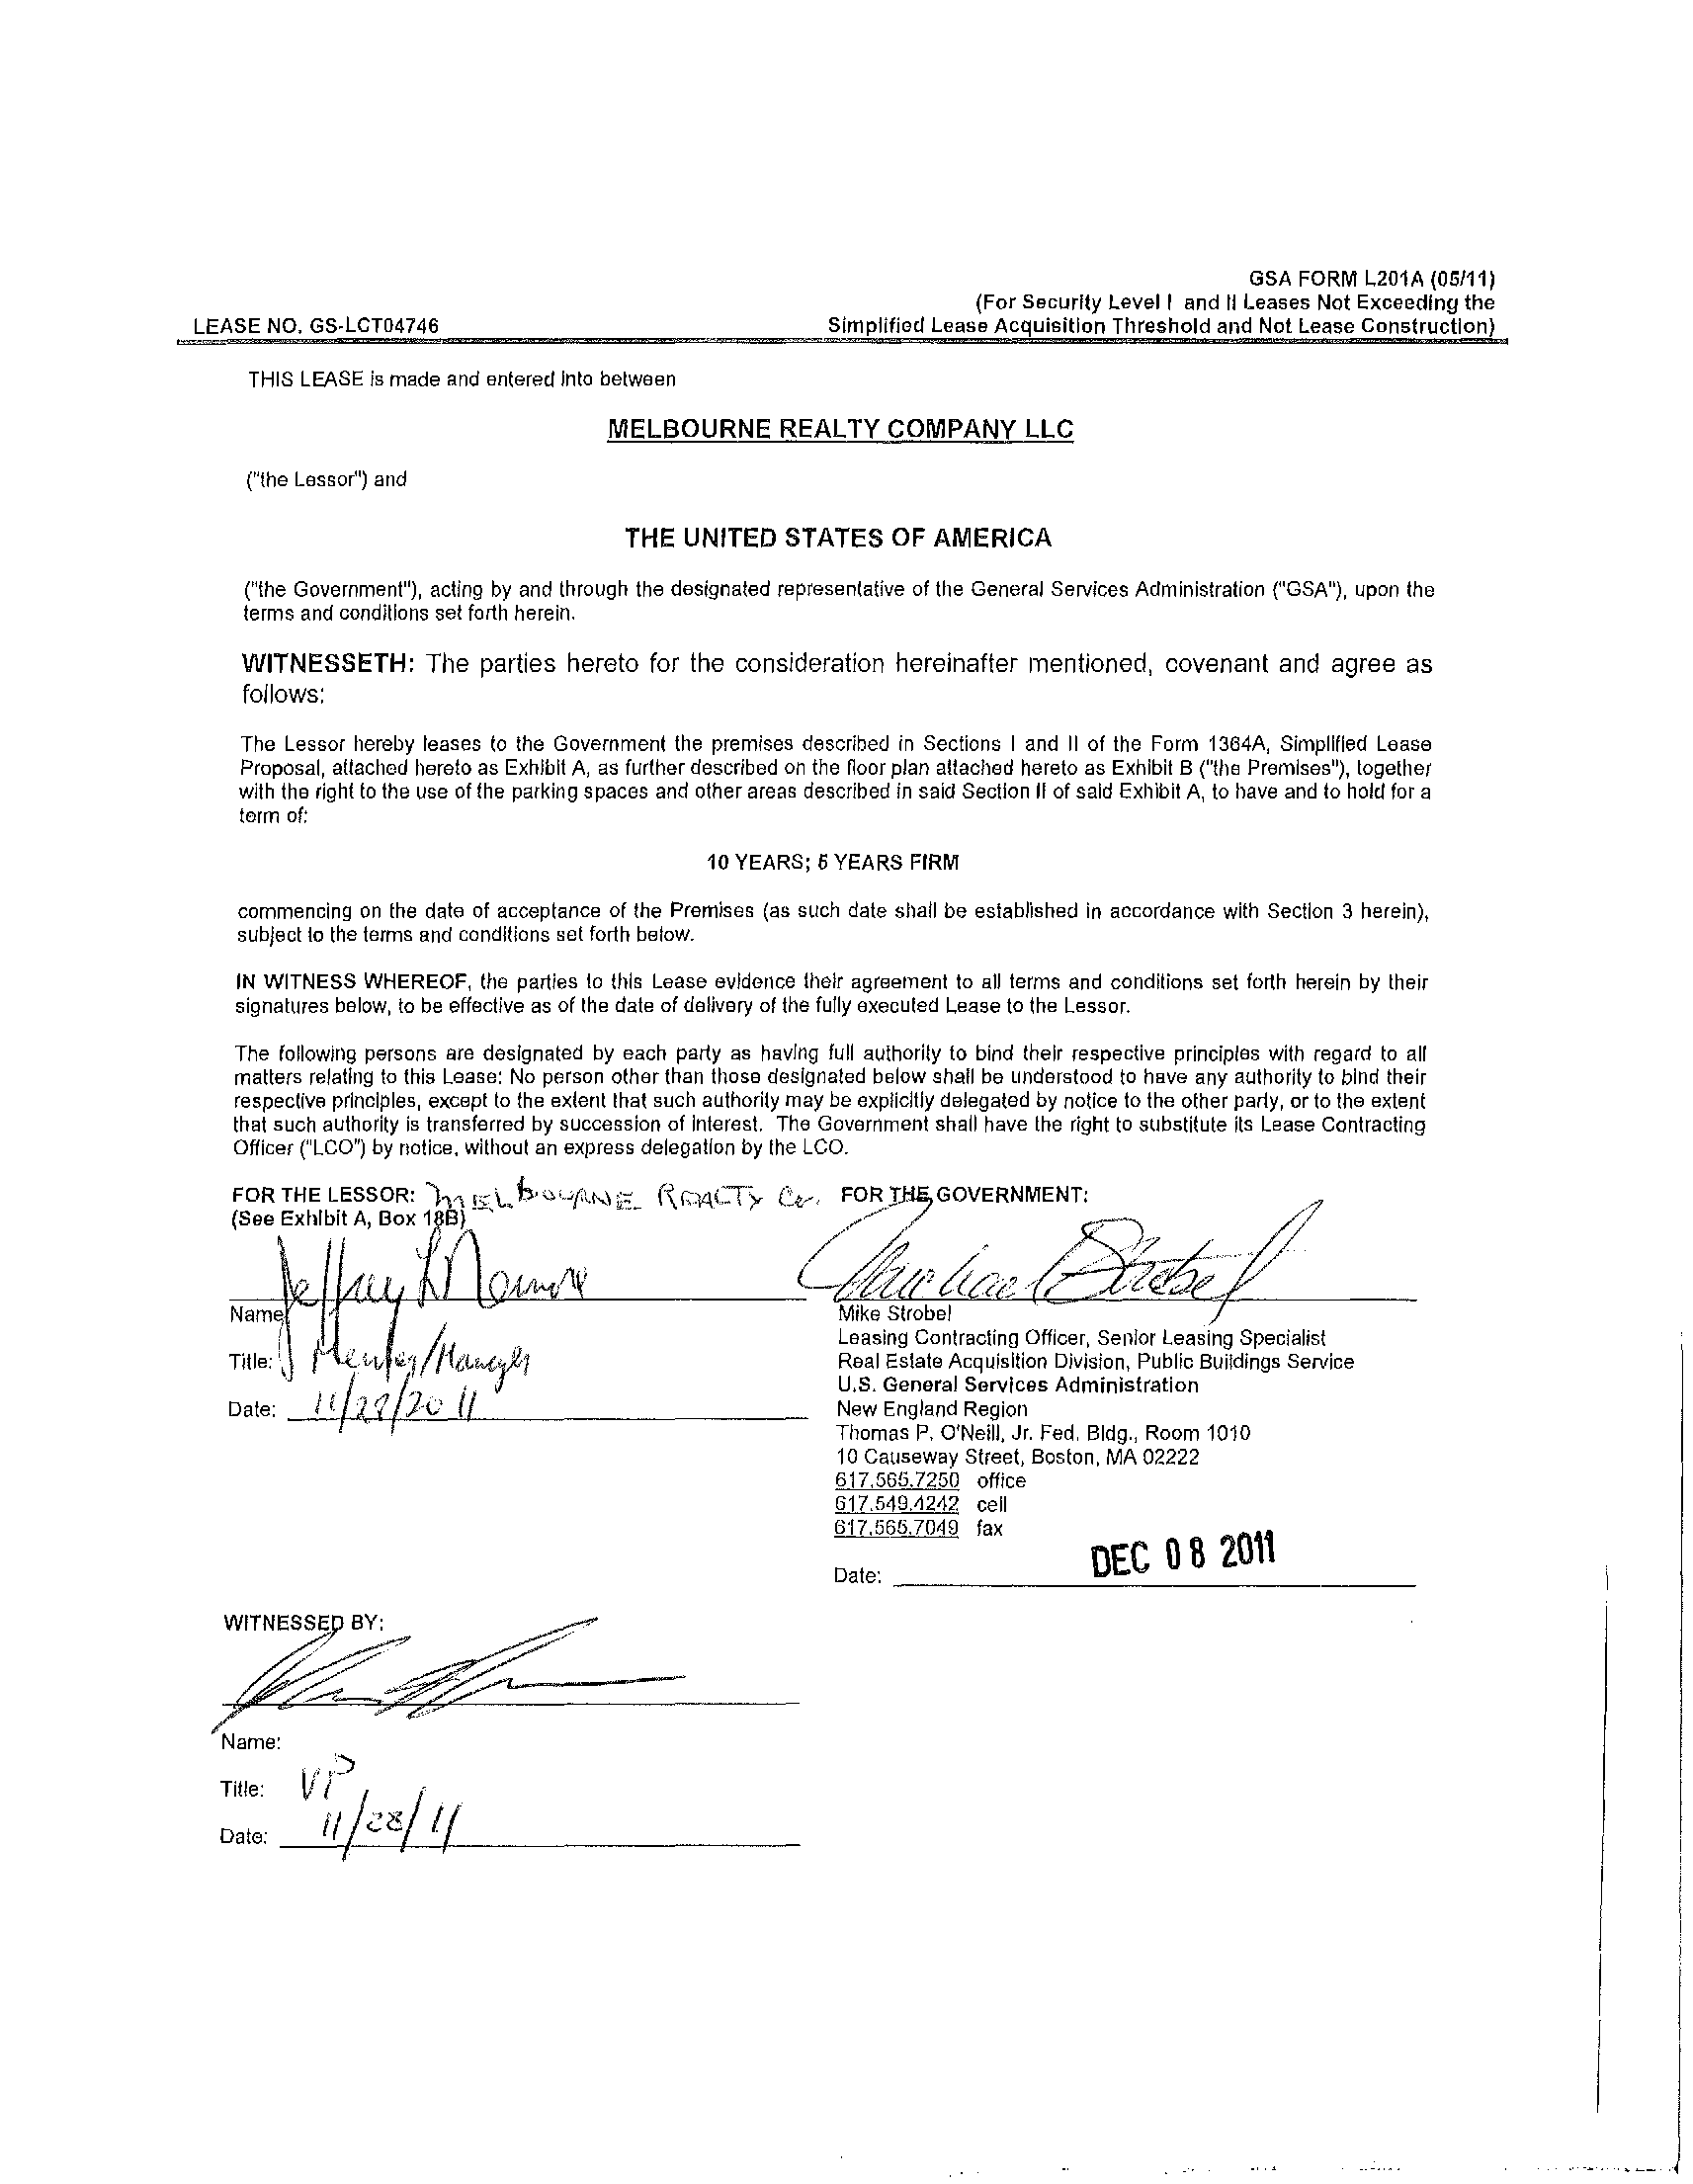 GSA FORM L201A (05/11)
(For Security Level I and II Leases Not Exceeding the
LEASE NO. GS-LCT04746
Simplified Lease Acquisition Threshold and Not Lease Construction)
THIS LEASE is made and entered into between
MELBOURNE REALTY COMPANY LLC
("the Lessor") and
THE UNITED STATES OF AMERICA
("the Government"), acting by and through the designated representative of the General Services Administration ("GSA"), upon the
terms and conditions set forth herein.
WITNESSETH: The parties hereto for the consideration hereinafter mentioned, covenant and agree as
follows:
The Lessor hereby leases to the Government the premises described in Sections I and II of the Form 1364A, Simplified Lease
Proposal, attached hereto as Exhibit A, as further described on the floor plan attached hereto as Exhibit B ("the Premises"), together
with the right to the use of the parking spaces and other areas described in said Section II of said Exhibit A, to have and to hold for a
term of:
10 YEARS; 5 YEARS FIRM
commencing on the date of acceptance of the Premises (as such date shall be established in accordance with Section 3 herein),
subject to the terms and conditions set forth below.
IN WITNESS WHEREOF, the parties to this Lease evidence their agreement to all terms and conditions set forth herein by their
signatures below, to be effective as of the date of delivery of the fully executed Lease to the Lessor.
The following persons are designated by each party as having full authority to bind their respective principles with regard to all
matters relating to this Lease: No person other than those designated below shall be understood to have any authority to bind their
respective principles, except to the extent that such authority may be explicitly delegated by notice to the other party, or to the extent
that such authority is transferred by succession of interest. The Government shall have the right to substitute its Lease Contracting
Officer ("LCO") by notice, without an express delegation by the LCO.
FOR THE LESSOR: MELBOURNE REALTY Co.
(See Exhibit A, Box 18B)
Jeffrey
Name
Title: Member/Manager
Date: 11/28/2011
FOR THE GOVERNMENT:
Michael Strobel
Mike Strobel
Leasing Contracting Officer, Senior Leasing Specialist
Real Estate Acquisition Division, Public Buildings Service
U.S. General Services Administration
New England Region
Thomas P. O'Neill, Jr. Fed. Bldg., Room 1010
10 Causeway Street, Boston, MA 02222
617.565.7250 office
617.549.4242 cell
617.565.7049 fax
Date: DEC 08 2011
WITNESSED BY:
Name:
Title: VP
Date: 11/28/11